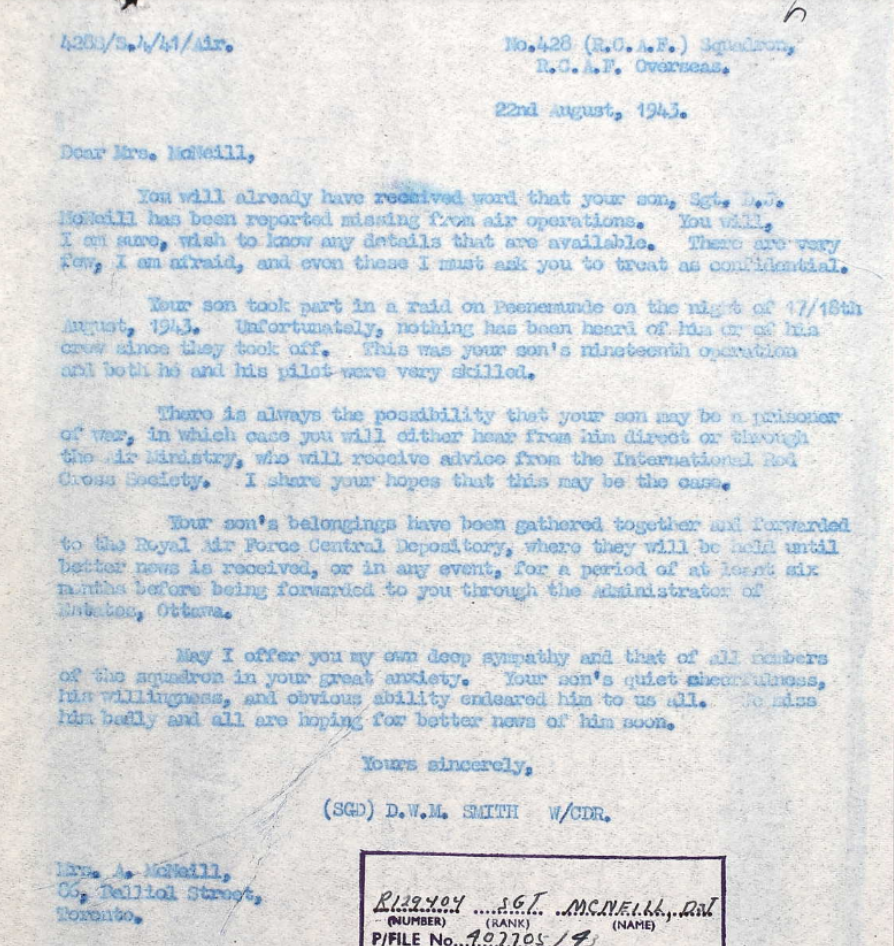 6
428S/S.4/41/Air.
No.428 (R.C.A.F.) Squadron,
R.C.A.F. Overseas.
22nd August, 1943.
Dear Mrs. McNeill,
You will already have received word that your son, Sgt. D.J.
McNeill has been reported missing from air operations. You will,
I am sure, wish to know any details that are available. There are very
few, I am afraid, and even these I must ask you to treat as confidential.
Your son took part in a raid on Peenemunde on the night of 17/18th
August, 1943. Unfortunately, nothing has been heard of him or of his
crew since they took off. This was your son's nineteenth operation
and both he and his pilot were very skilled.
There is always the possibility that your son may be a prisoner
of war, in which case you will either hear from him direct or through
the Air Ministry, who will receive advice from the International Red
Cross Society. I share your hopes that this may be the case.
Your son's belongings have been gathered together and forwarded
to the Royal Air Force Central Depository, where they will be held until
better news is received, or in any event, for a period of at least six
months before being forwarded to you through the Administrator of
Estates, Ottawa.
May I offer you my own deep sympathy and that of all members
of the squadron in your great anxiety. Your son's quiet cheerfulness,
his willingness, and obvious ability endeared him to us all. We miss
him badly and all are hoping for better news of him soon.
Yours sincerely,
(SGD) D.W.M. SMITH W/CDR.
Mrs. A. McNeill,
86, Balliol Street,
Toronto.
R129404 SGT MCNEILL, D.J
(NUMBER) (RANK) (NAME)
P/FILE No. 407705/43